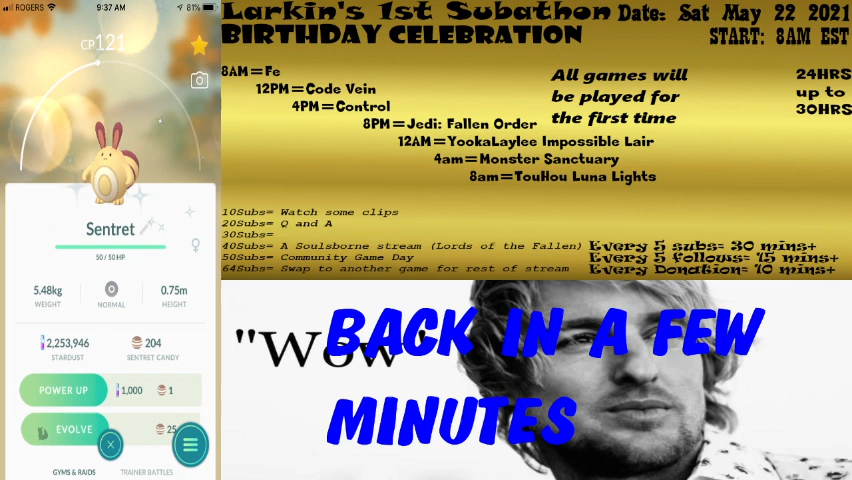 ROGERS
9:37 AM
81%
CP121
Sentret
50 / 50 HP
5.48kg
WEIGHT
NORMAL
0.75m
HEIGHT
2,253,946
STARDUST
204
SENTRET CANDY
POWER UP
1,000
1
EVOLVE
25
GYMS & RAIDS
TRAINER BATTLES
Larkin's 1st Subathon
Date: Sat May 22 2021
BIRTHDAY CELEBRATION
START: 8AM EST
8AM=Fe
12PM=Code Vein
4PM=Control
8PM=Jedi: Fallen Order
12AM=YookaLaylee Impossible Lair
4am=Monster Sanctuary
8am=TouHou Luna Lights
All games will
be played for
the first time
24HRS
up to
30HRS
10Subs= Watch some clips
20Subs= Q and A
30Subs=
40Subs= A Soulsborne stream (Lords of the Fallen)
50Subs= Community Game Day
64Subs= Swap to another game for rest of stream
Every 5 subs= 30 mins+
Every 5 follows= 15 mins+
Every Donation= 10 mins+
"Wow"
BACK IN A FEW
MINUTES